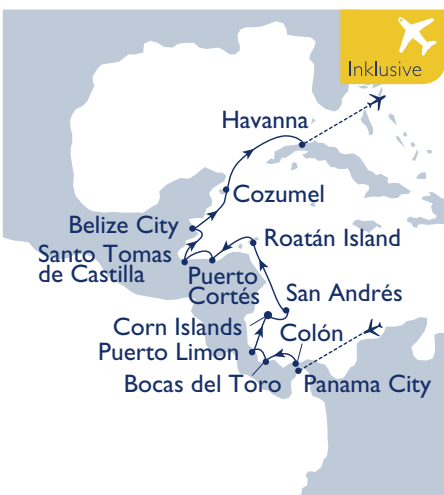 Inklusive
Havanna
Cozumel
Belize City
Roatán Island
Santo Tomas
de Castilla
Puerto
Cortés
San Andrés
Corn Islands
Colón
Puerto Limon
Bocas del Toro
Panama City